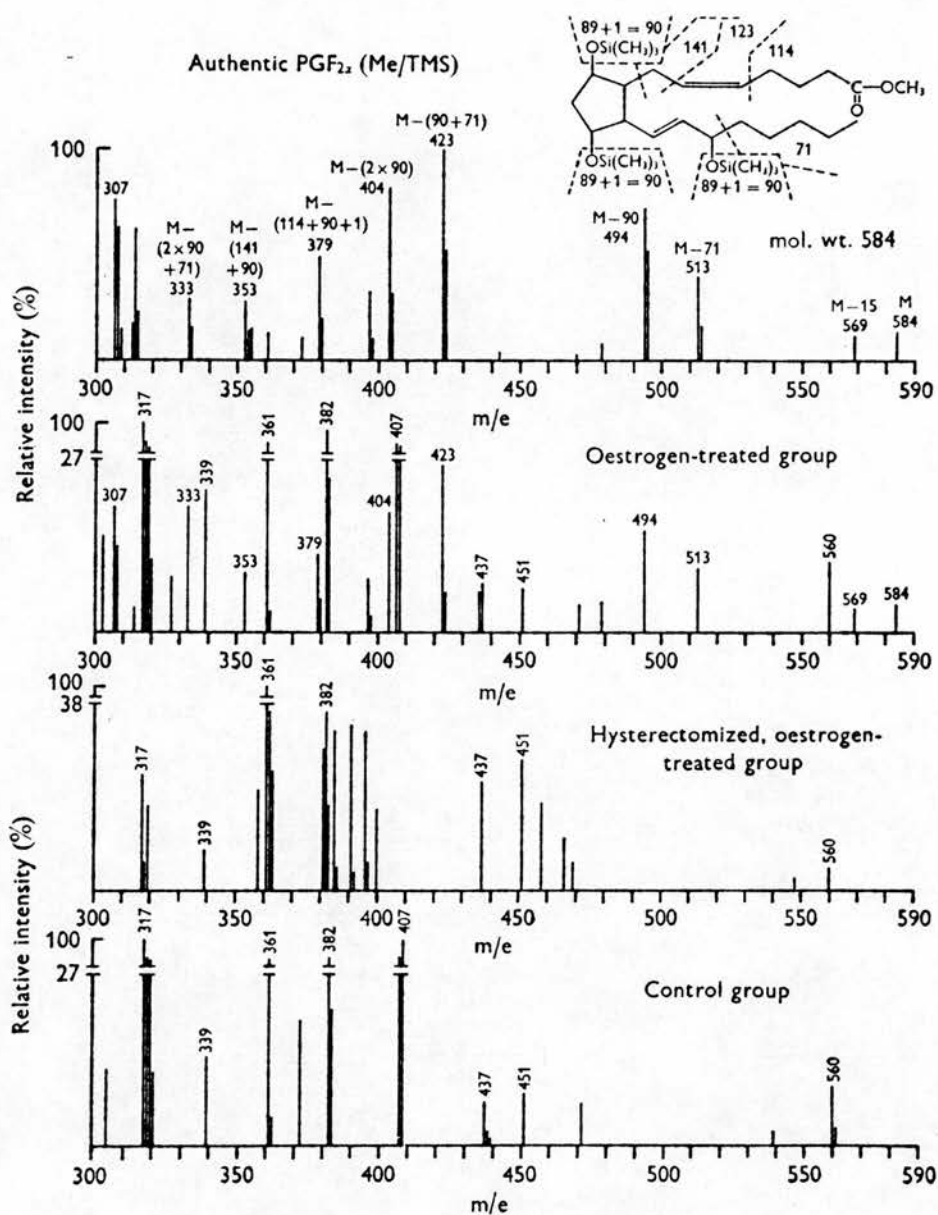 Authentic PGF₂ₐ (Me/TMS)
89+1 = 90
OSi(CH₃)₃
141
123
114
C—OCH₃
O
71
OSi(CH₃)₃
89+1 = 90
OSi(CH₃)₃
89+1 = 90
mol. wt. 584
Relative intensity (%)
100
307
M—
(2×90
+71)
333
M—
(141
+90)
353
M—
(114+90+1)
379
M—(2×90)
404
M—(90+71)
423
M—90
494
M—71
513
M—15
569
M
584
300 350 400 450 500 550 590
m/e
Oestrogen-treated group
100
27
307
317
333
339
353
361
379
382
404
407
423
437
451
494
513
560
569
584
300 350 400 450 500 550 590
m/e
Hysterectomized, oestrogen-
treated group
Relative intensity (%)
100
38
317
339
361
382
437
451
560
300 350 400 450 500 550 590
m/e
Control group
100
27
317
339
361
382
407
437
451
560
300 350 400 450 500 550 590
m/e